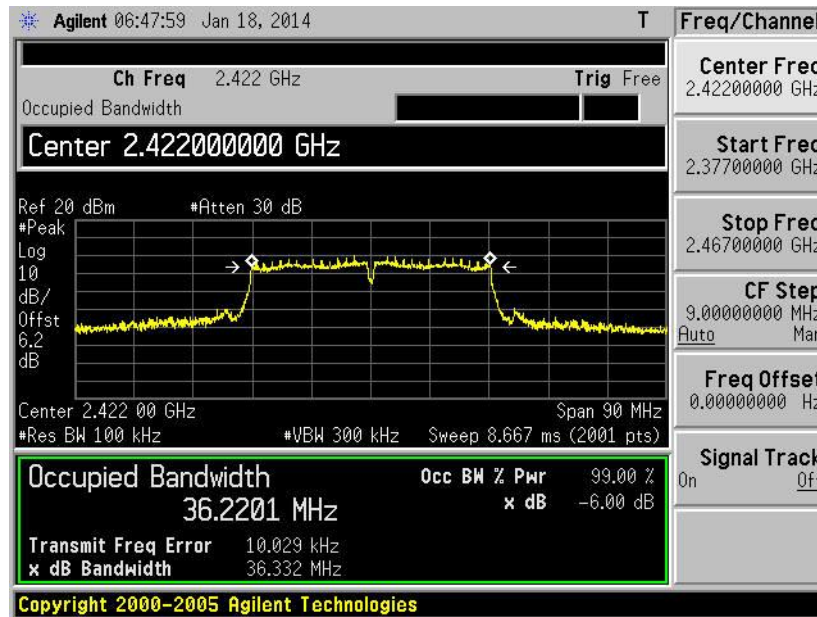 Agilent 06:47:59 Jan 18, 2014 T
Freq/Channel
Ch Freq 2.422 GHz Trig Free
Occupied Bandwidth
Center 2.422000000 GHz
Ref 20 dBm #Atten 30 dB
#Peak
Log
10
dB/
Offst
6.2
dB
Center 2.422 00 GHz Span 90 MHz
#Res BW 100 kHz #VBW 300 kHz Sweep 8.667 ms (2001 pts)
Occupied Bandwidth
36.2201 MHz
Occ BW % Pwr 99.00 %
x dB -6.00 dB
Transmit Freq Error 10.029 kHz
x dB Bandwidth 36.332 MHz
Center Freq
2.42200000 GHz
Start Freq
2.37700000 GHz
Stop Freq
2.46700000 GHz
CF Step
9.00000000 MHz
Auto Man
Freq Offset
0.00000000 Hz
Signal Track
On Off
Copyright 2000-2005 Agilent Technologies